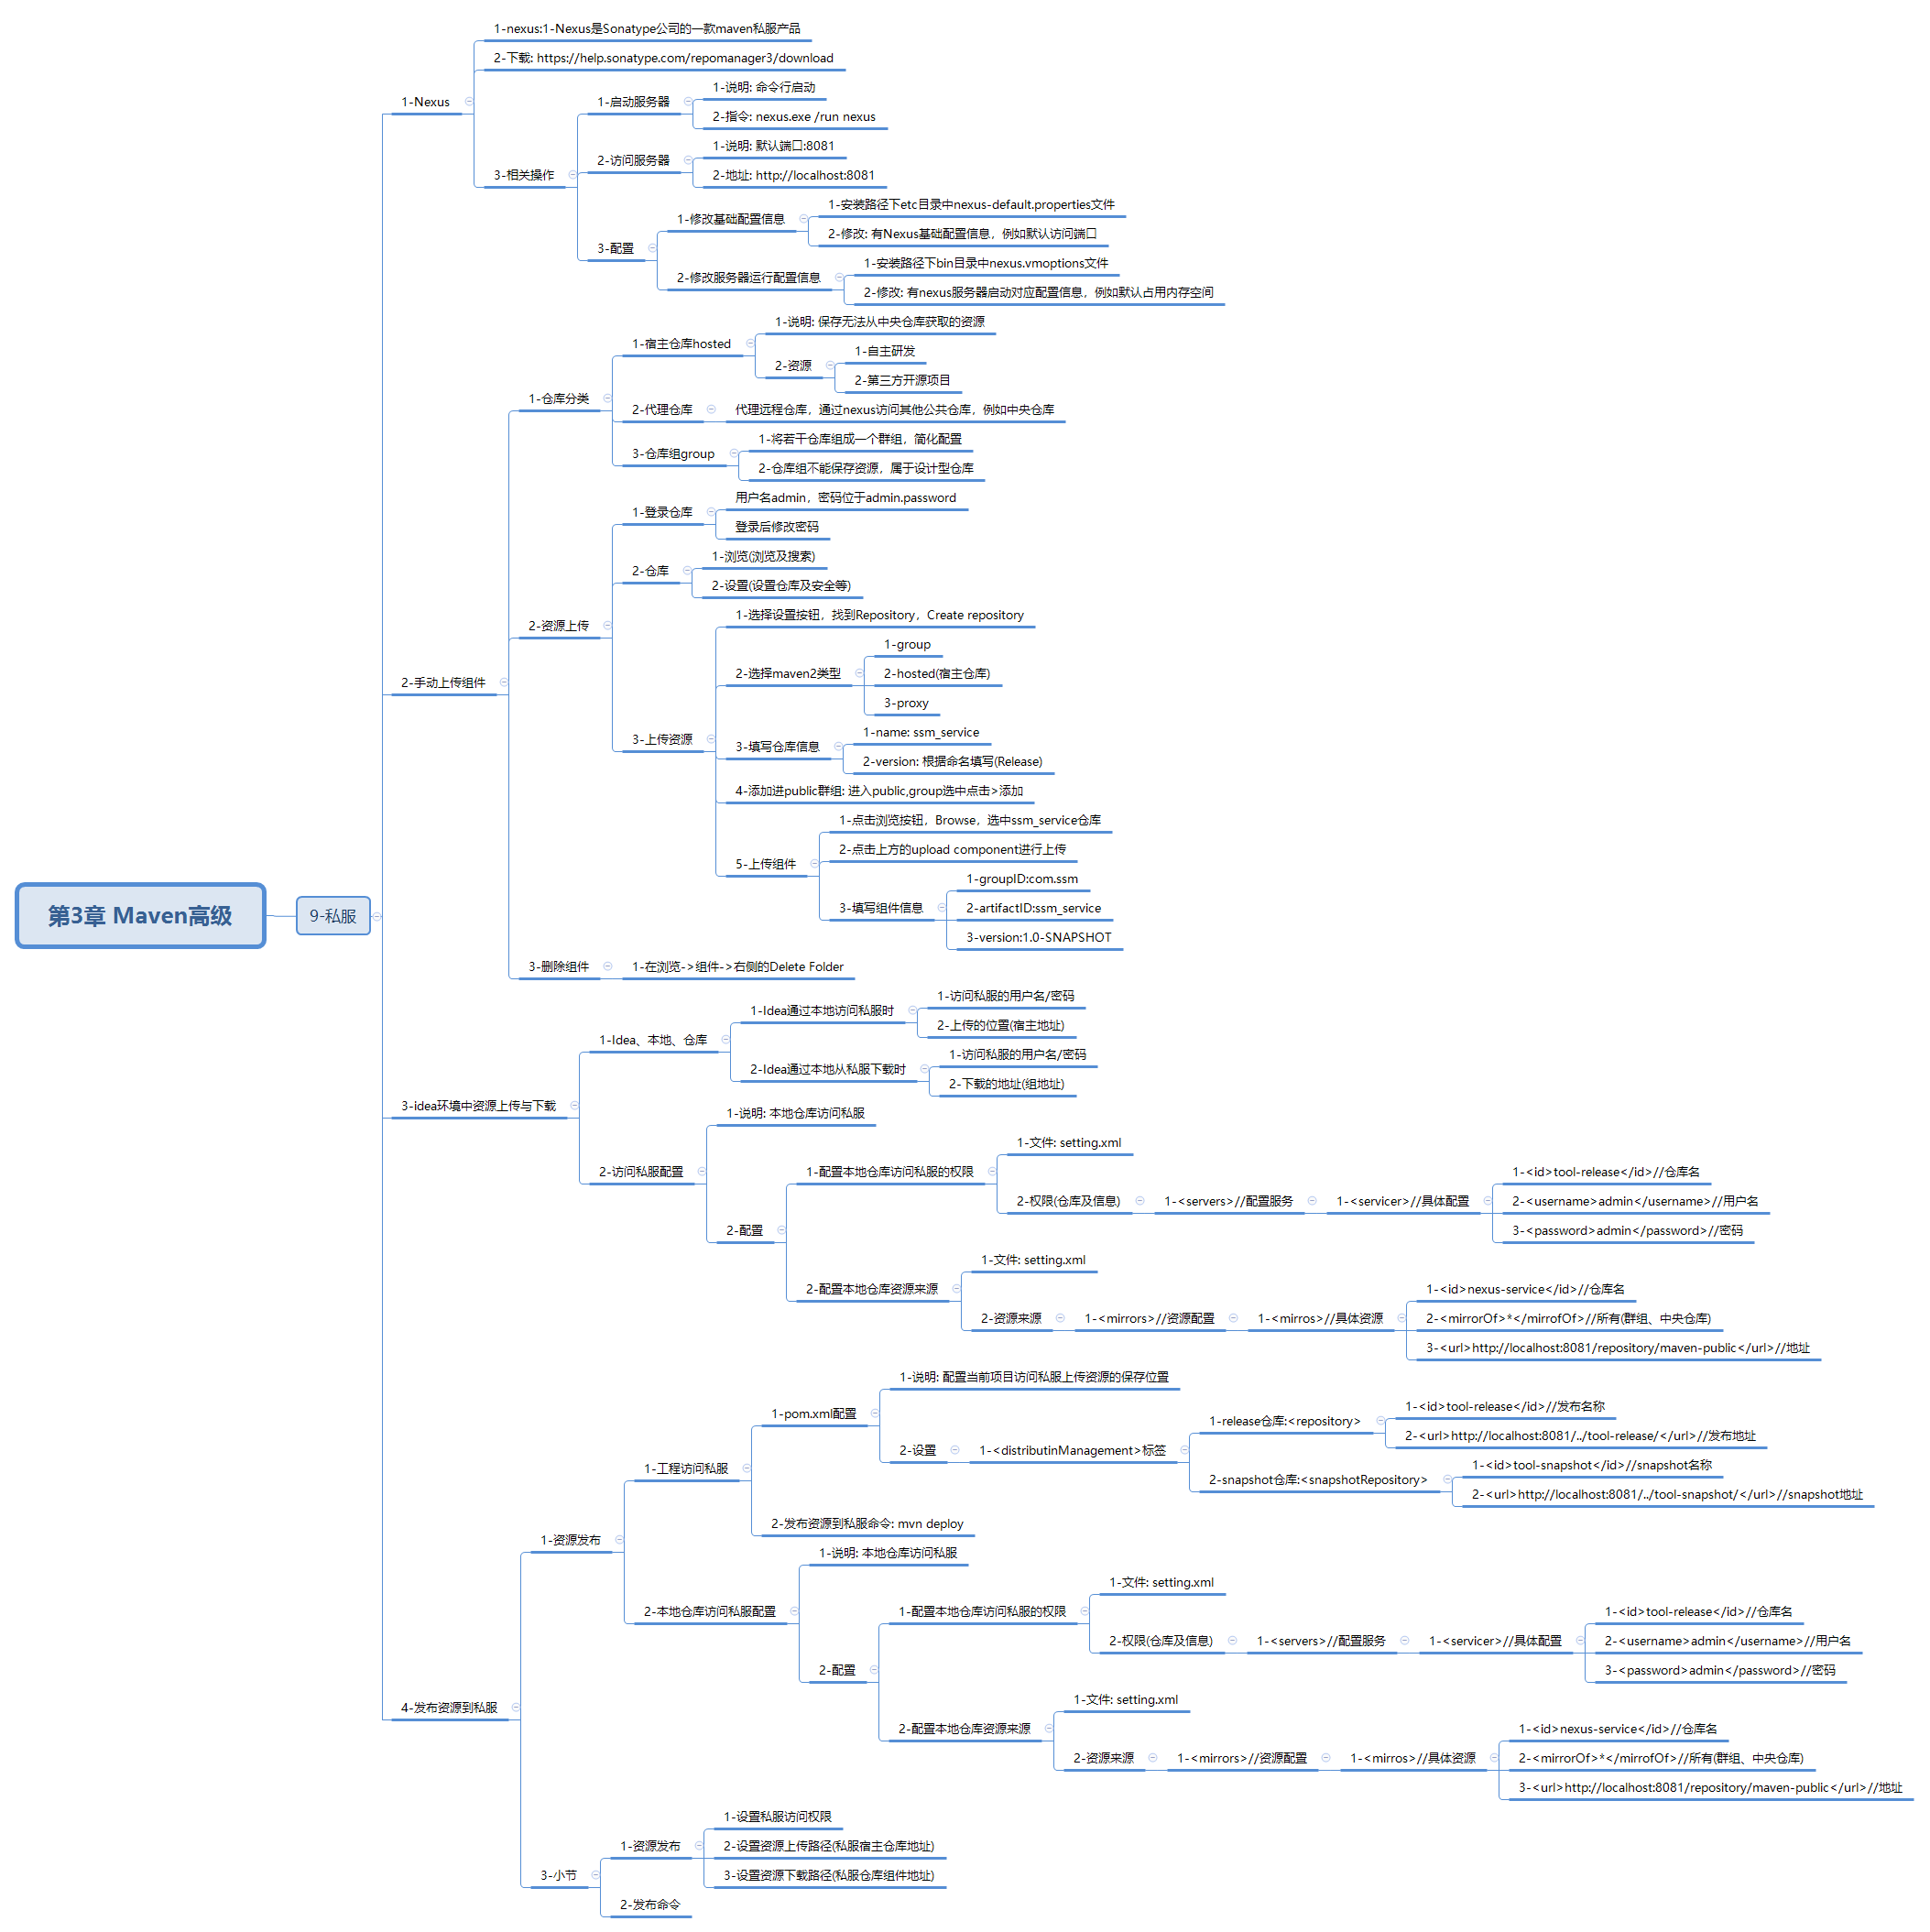 第3章 Maven高级
9-私服
1-Nexus
1-nexus:1-Nexus是Sonatype公司的一款maven私服产品
2-下载: https://help.sonatype.com/repomanager3/download
3-相关操作
1-启动服务器
1-说明: 命令行启动
2-指令: nexus.exe /run nexus
2-访问服务器
1-说明: 默认端口:8081
2-地址: http://localhost:8081
3-配置
1-修改基础配置信息
1-安装路径下etc目录中nexus-default.properties文件
2-修改: 有Nexus基础配置信息，例如默认访问端口
2-修改服务器运行配置信息
1-安装路径下bin目录中nexus.vmoptions文件
2-修改: 有nexus服务器启动对应配置信息，例如默认占用内存空间
2-手动上传组件
1-仓库分类
1-宿主仓库hosted
1-说明: 保存无法从中央仓库获取的资源
2-资源
1-自主研发
2-第三方开源项目
2-代理仓库
代理远程仓库，通过nexus访问其他公共仓库，例如中央仓库
3-仓库组group
1-将若干仓库组成一个群组，简化配置
2-仓库组不能保存资源，属于设计型仓库
2-资源上传
1-登录仓库
用户名admin，密码位于admin.password
登录后修改密码
2-仓库
1-浏览(浏览及搜索)
2-设置(设置仓库及安全等)
3-上传资源
1-选择设置按钮，找到Repository，Create repository
2-选择maven2类型
1-group
2-hosted(宿主仓库)
3-proxy
3-填写仓库信息
1-name: ssm_service
2-version: 根据命名填写(Release)
4-添加进public群组: 进入public,group选中点击>添加
5-上传组件
1-点击浏览按钮，Browse，选中ssm_service仓库
2-点击上方的upload component进行上传
3-填写组件信息
1-groupID:com.ssm
2-artifactID:ssm_service
3-version:1.0-SNAPSHOT
3-删除组件
1-在浏览->组件->右侧的Delete Folder
3-idea环境中资源上传与下载
1-Idea、本地、仓库
1-Idea通过本地访问私服时
1-访问私服的用户名/密码
2-上传的位置(宿主地址)
2-Idea通过本地从私服下载时
1-访问私服的用户名/密码
2-下载的地址(组地址)
2-访问私服配置
1-说明: 本地仓库访问私服
2-配置
1-配置本地仓库访问私服的权限
1-文件: setting.xml
2-权限(仓库及信息)
1-<servers>//配置服务
1-<servicer>//具体配置
1-<id>tool-release</id>//仓库名
2-<username>admin</username>//用户名
3-<password>admin</password>//密码
2-配置本地仓库资源来源
1-文件: setting.xml
2-资源来源
1-<mirrors>//资源配置
1-<mirros>//具体资源
1-<id>nexus-service</id>//仓库名
2-<mirrorOf>*</mirrofOf>//所有(群组、中央仓库)
3-<url>http://localhost:8081/repository/maven-public</url>//地址
4-发布资源到私服
1-资源发布
1-工程访问私服
1-pom.xml配置
1-说明: 配置当前项目访问私服上传资源的保存位置
2-设置
1-<distributinManagement>标签
1-release仓库:<repository>
1-<id>tool-release</id>//发布名称
2-<url>http://localhost:8081/../tool-release/</url>//发布地址
2-snapshot仓库:<snapshotRepository>
1-<id>tool-snapshot</id>//snapshot名称
2-<url>http://localhost:8081/../tool-snapshot/</url>//snapshot地址
2-发布资源到私服命令: mvn deploy
2-本地仓库访问私服配置
1-说明: 本地仓库访问私服
2-配置
1-配置本地仓库访问私服的权限
1-文件: setting.xml
2-权限(仓库及信息)
1-<servers>//配置服务
1-<servicer>//具体配置
1-<id>tool-release</id>//仓库名
2-<username>admin</username>//用户名
3-<password>admin</password>//密码
2-配置本地仓库资源来源
1-文件: setting.xml
2-资源来源
1-<mirrors>//资源配置
1-<mirros>//具体资源
1-<id>nexus-service</id>//仓库名
2-<mirrorOf>*</mirrofOf>//所有(群组、中央仓库)
3-<url>http://localhost:8081/repository/maven-public</url>//地址
3-小节
1-资源发布
1-设置私服访问权限
2-设置资源上传路径(私服宿主仓库地址)
3-设置资源下载路径(私服仓库组件地址)
2-发布命令